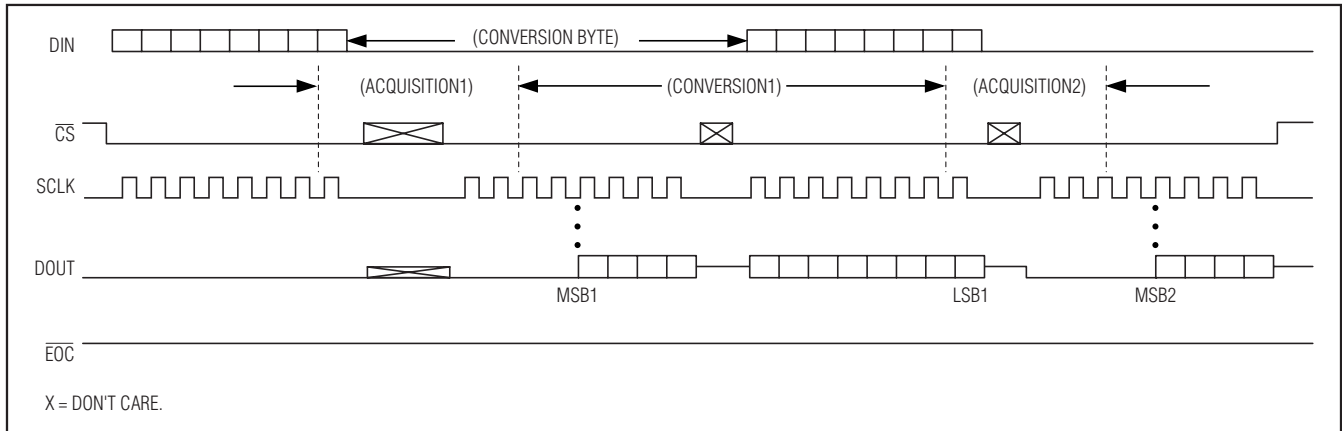 DIN
(CONVERSION BYTE)
(ACQUISITION1) (CONVERSION1) (ACQUISITION2)
CS
SCLK
DOUT
MSB1 LSB1 MSB2
EOC
X = DON'T CARE.